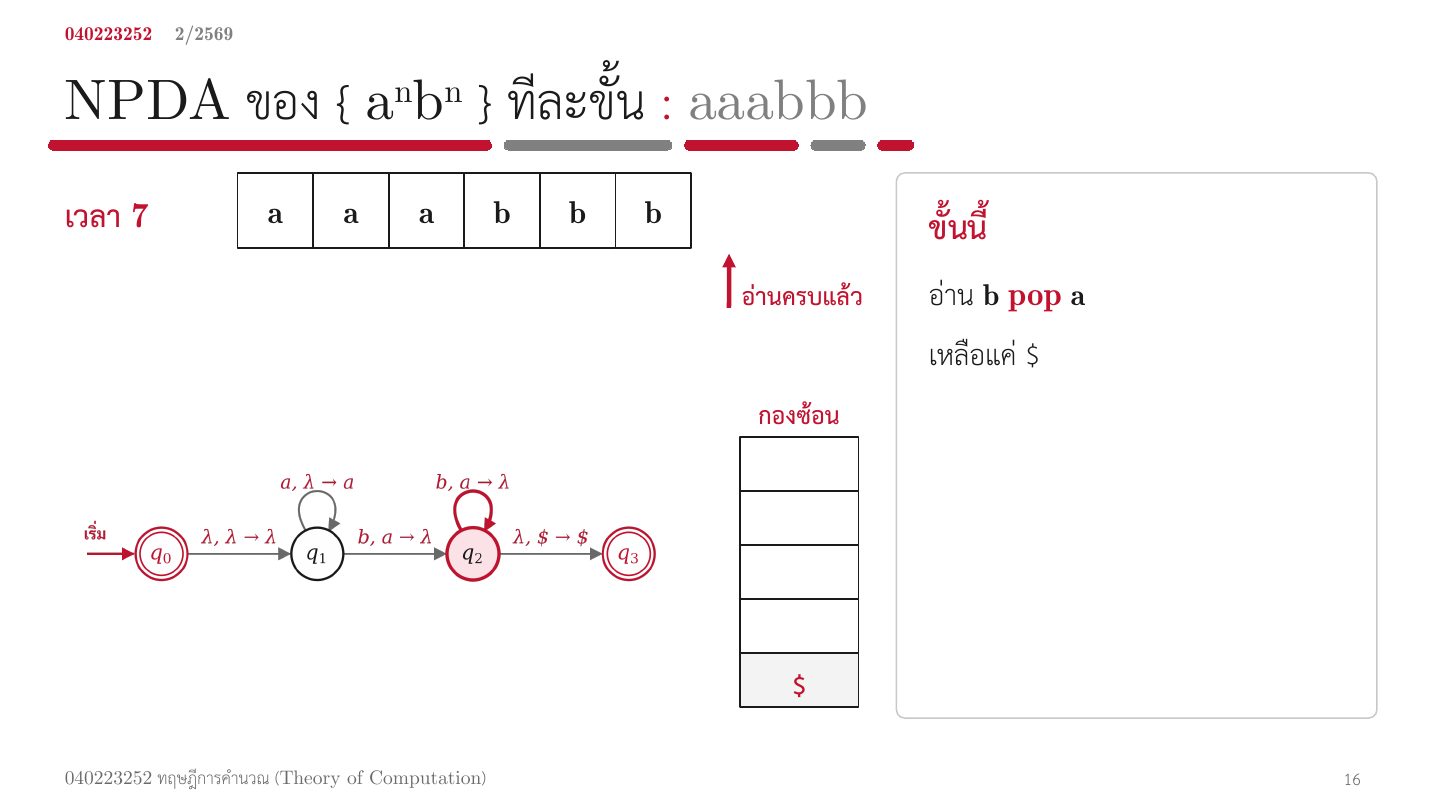 040223252 2/2569
NPDA ของ { aⁿbⁿ } ทีละขั้น : aaabbb
เวลา 7
a a a b b b
อ่านครบแล้ว
ขั้นนี้
อ่าน b pop a
เหลือแค่ $
กองซ้อน
$
a, λ → a
b, a → λ
เริ่ม
q₀
λ, λ → λ
q₁
b, a → λ
q₂
λ, $ → $
q₃
040223252 ทฤษฎีการคำนวณ (Theory of Computation)
16